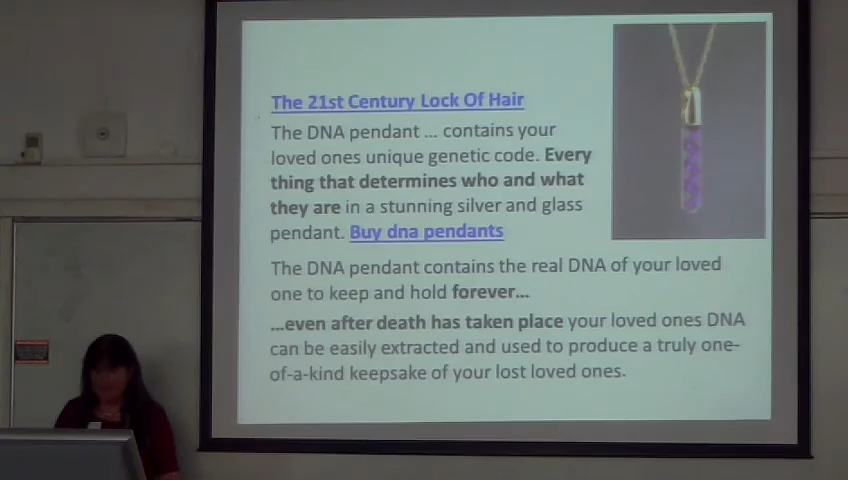 The 21st Century Lock Of Hair
The DNA pendant ... contains your
loved ones unique genetic code. Every
thing that determines who and what
they are in a stunning silver and glass
pendant. Buy dna pendants
The DNA pendant contains the real DNA of your loved
one to keep and hold forever...
...even after death has taken place your loved ones DNA
can be easily extracted and used to produce a truly one-
of-a-kind keepsake of your lost loved ones.